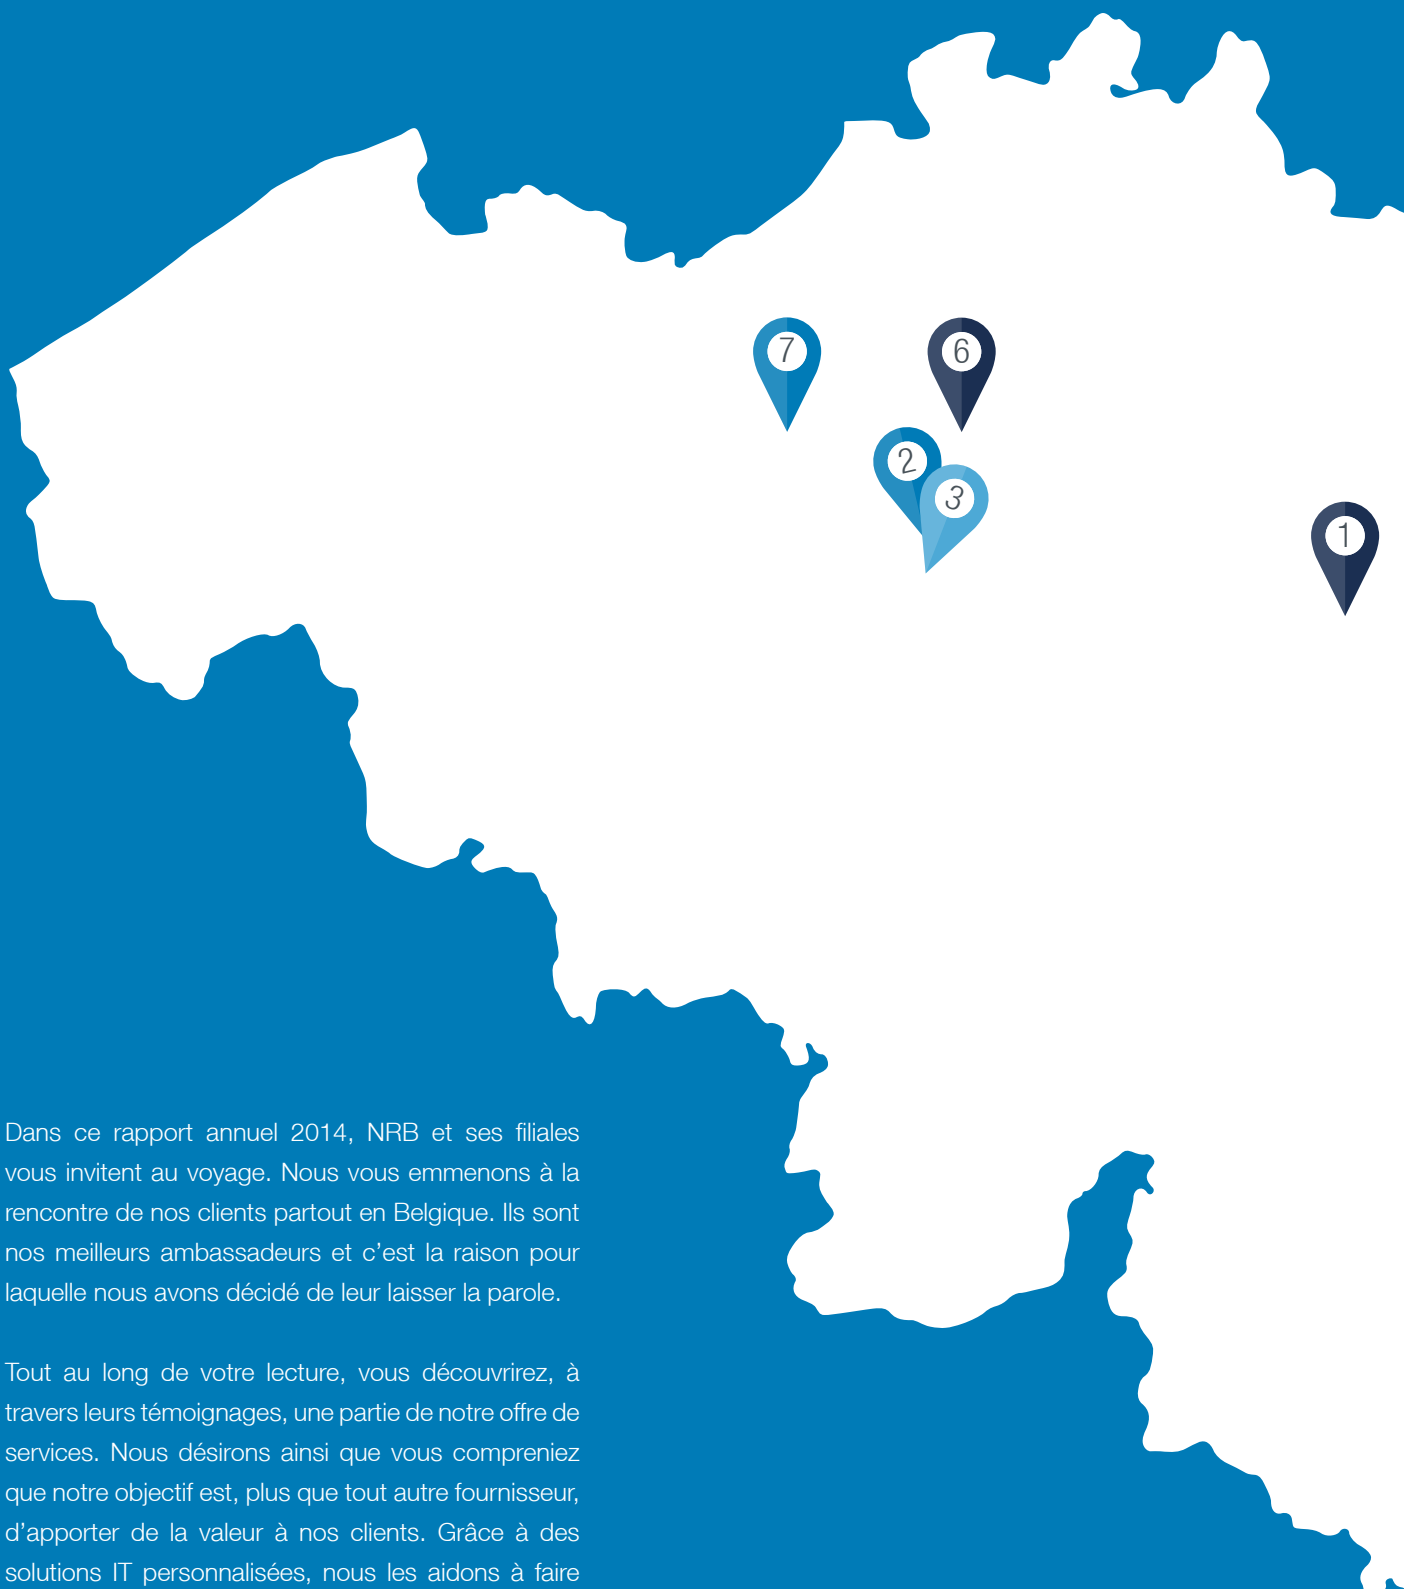 7
6
2
3
1
Dans ce rapport annuel 2014, NRB et ses filiales
vous invitent au voyage. Nous vous emmenons à la
rencontre de nos clients partout en Belgique. Ils sont
nos meilleurs ambassadeurs et c’est la raison pour
laquelle nous avons décidé de leur laisser la parole.
Tout au long de votre lecture, vous découvrirez, à
travers leurs témoignages, une partie de notre offre de
services. Nous désirons ainsi que vous compreniez
que notre objectif est, plus que tout autre fournisseur,
d’apporter de la valeur à nos clients. Grâce à des
solutions IT personnalisées, nous les aidons à faire